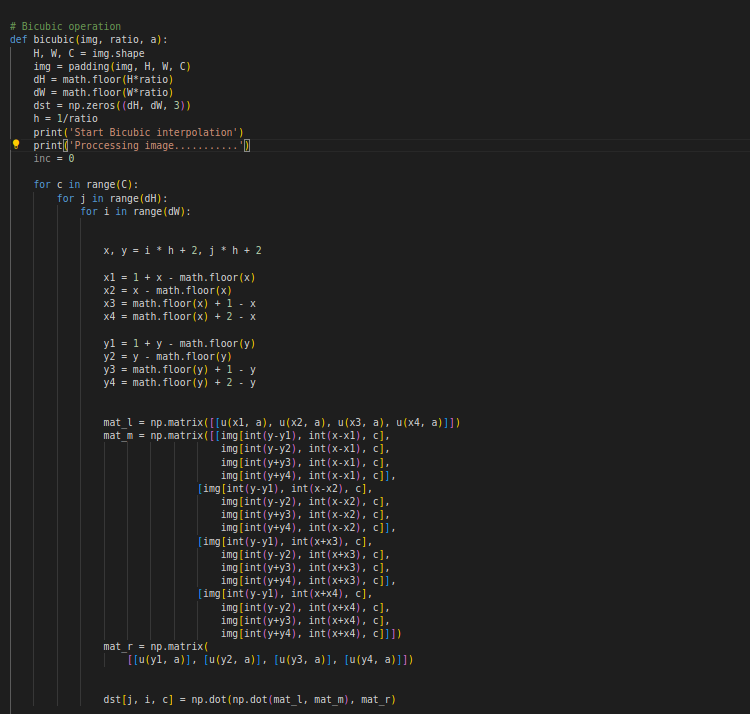 # Bicubic operation
def bicubic(img, ratio, a):
    H, W, C = img.shape
    img = padding(img, H, W, C)
    dH = math.floor(H*ratio)
    dW = math.floor(W*ratio)
    dst = np.zeros((dH, dW, 3))
    h = 1/ratio
    print('Start Bicubic interpolation')
    print('Proccessing image...........')
    inc = 0
    for c in range(C):
        for j in range(dH):
            for i in range(dW):
                x, y = i * h + 2, j * h + 2
                x1 = 1 + x - math.floor(x)
                x2 = x - math.floor(x)
                x3 = math.floor(x) + 1 - x
                x4 = math.floor(x) + 2 - x
                y1 = 1 + y - math.floor(y)
                y2 = y - math.floor(y)
                y3 = math.floor(y) + 1 - y
                y4 = math.floor(y) + 2 - y
                mat_l = np.matrix([[u(x1, a), u(x2, a), u(x3, a), u(x4, a)]])
                mat_m = np.matrix([[img[int(y-y1), int(x-x1), c],
                                    img[int(y-y2), int(x-x1), c],
                                    img[int(y+y3), int(x-x1), c],
                                    img[int(y+y4), int(x-x1), c]],
                                [img[int(y-y1), int(x-x2), c],
                                    img[int(y-y2), int(x-x2), c],
                                    img[int(y+y3), int(x-x2), c],
                                    img[int(y+y4), int(x-x2), c]],
                                [img[int(y-y1), int(x+x3), c],
                                    img[int(y-y2), int(x+x3), c],
                                    img[int(y+y3), int(x+x3), c],
                                    img[int(y+y4), int(x+x3), c]],
                                [img[int(y-y1), int(x+x4), c],
                                    img[int(y-y2), int(x+x4), c],
                                    img[int(y+y3), int(x+x4), c],
                                    img[int(y+y4), int(x+x4), c]]])
                mat_r = np.matrix(
                    [[u(y1, a)], [u(y2, a)], [u(y3, a)], [u(y4, a)]])
                dst[j, i, c] = np.dot(np.dot(mat_l, mat_m), mat_r)